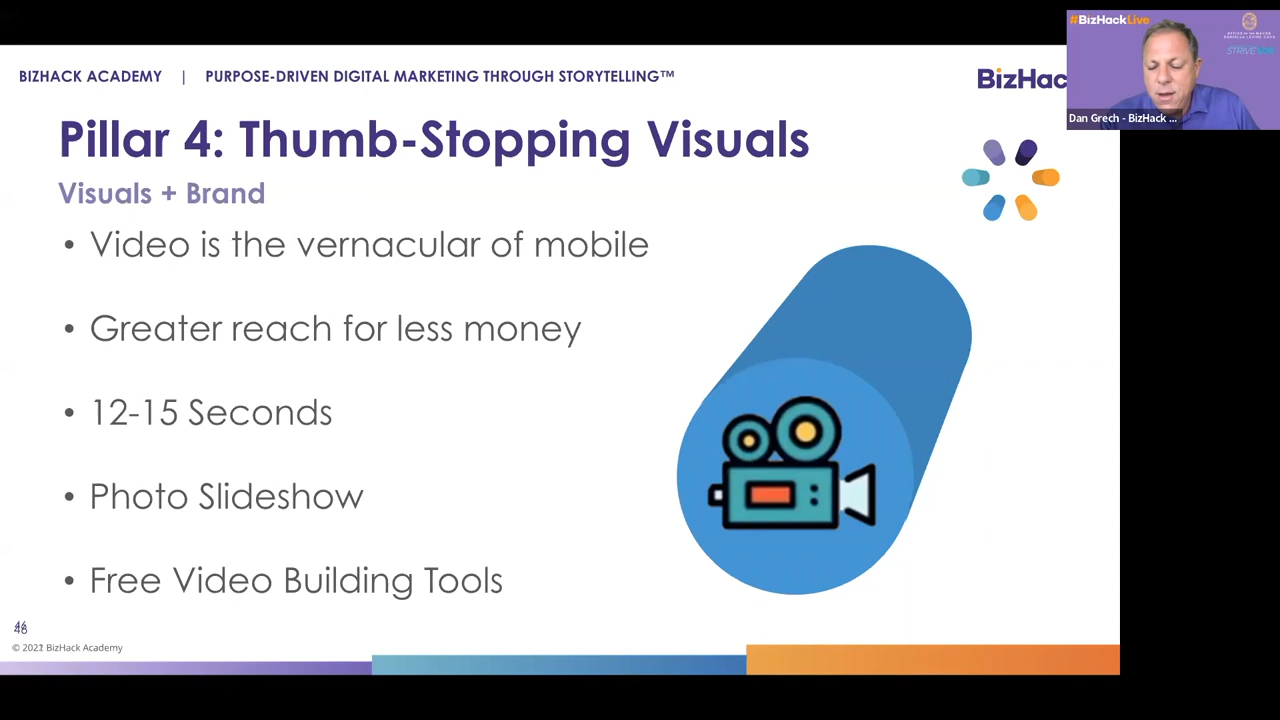 BIZHACK ACADEMY | PURPOSE-DRIVEN DIGITAL MARKETING THROUGH STORYTELLING™
BizHac
#BizHackLive
Dan Grech - BizHack ...
Pillar 4: Thumb-Stopping Visuals
Visuals + Brand
• Video is the vernacular of mobile
• Greater reach for less money
• 12-15 Seconds
• Photo Slideshow
• Free Video Building Tools
BizHack Academy